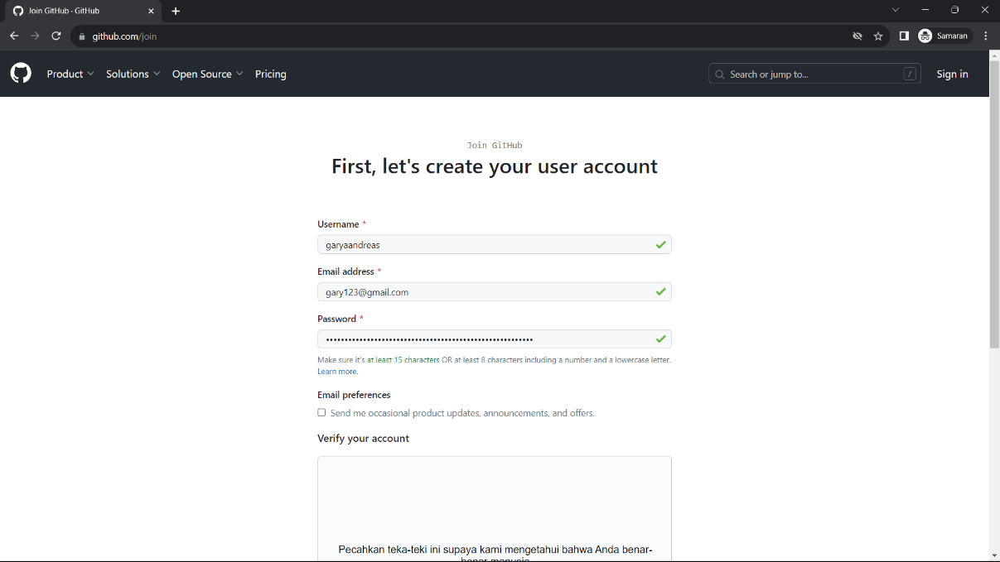 Join GitHub · GitHub
github.com/join
Samaran
Product
Solutions
Open Source
Pricing
Search or jump to...
/
Sign in
Join GitHub
First, let's create your user account
Username *
garyaandreas
Email address *
gary123@gmail.com
Password *
Make sure it's at least 15 characters OR at least 8 characters including a number and a lowercase letter.
Learn more.
Email preferences
Send me occasional product updates, announcements, and offers.
Verify your account
Pecahkan teka-teki ini supaya kami mengetahui bahwa Anda benar-
benar manusia